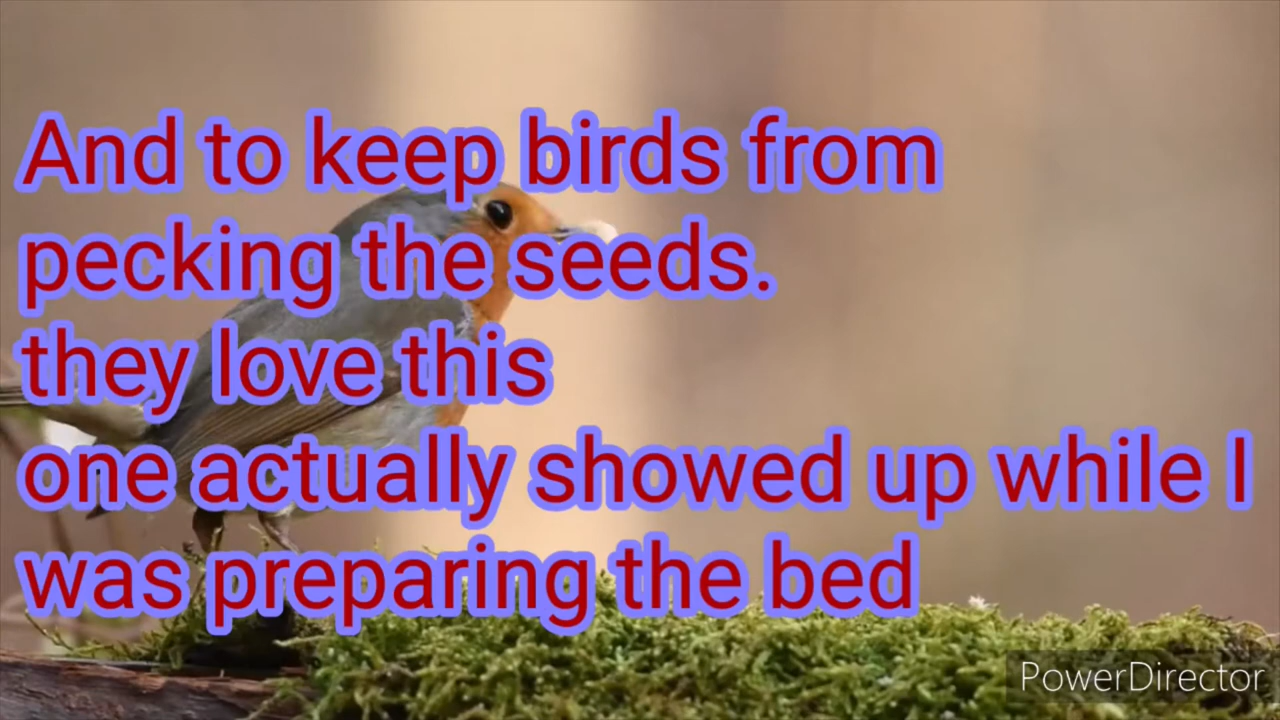 And to keep birds from
pecking the seeds.
they love this
one actually showed up while I
was preparing the bed
PowerDirector